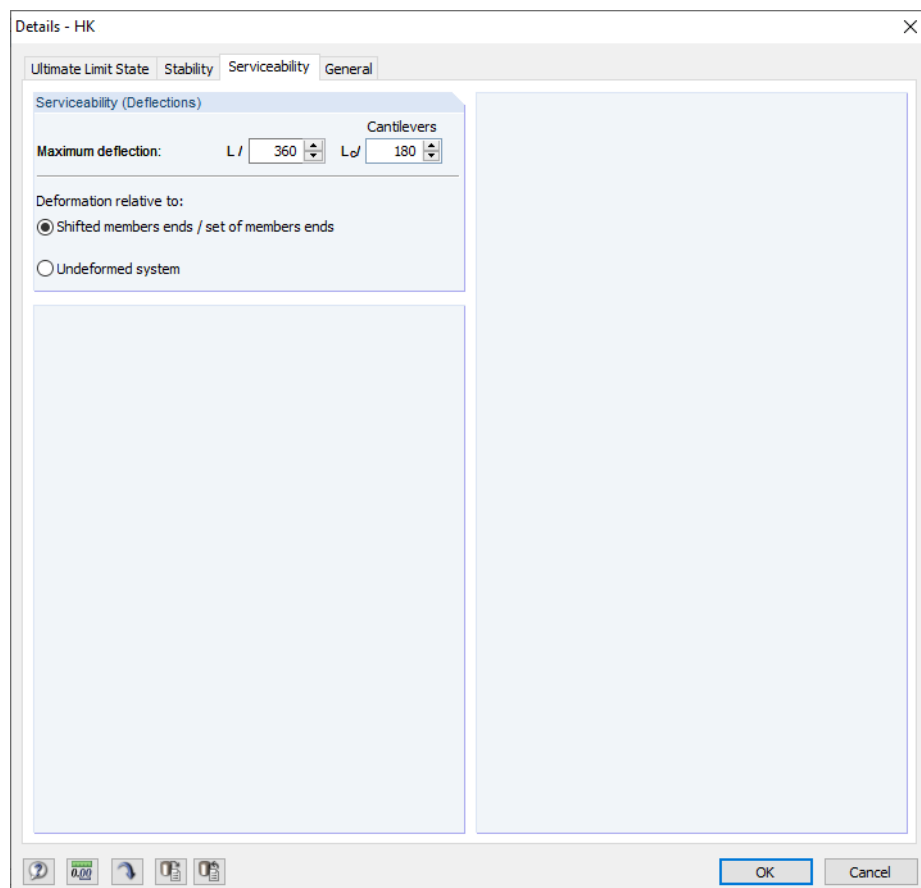 Details - HK
Ultimate Limit State Stability Serviceability General
Serviceability (Deflections)
Cantilevers
Maximum deflection: L / 360 Lc/ 180
Deformation relative to:
Shifted members ends / set of members ends
Undeformed system
0.00
OK Cancel